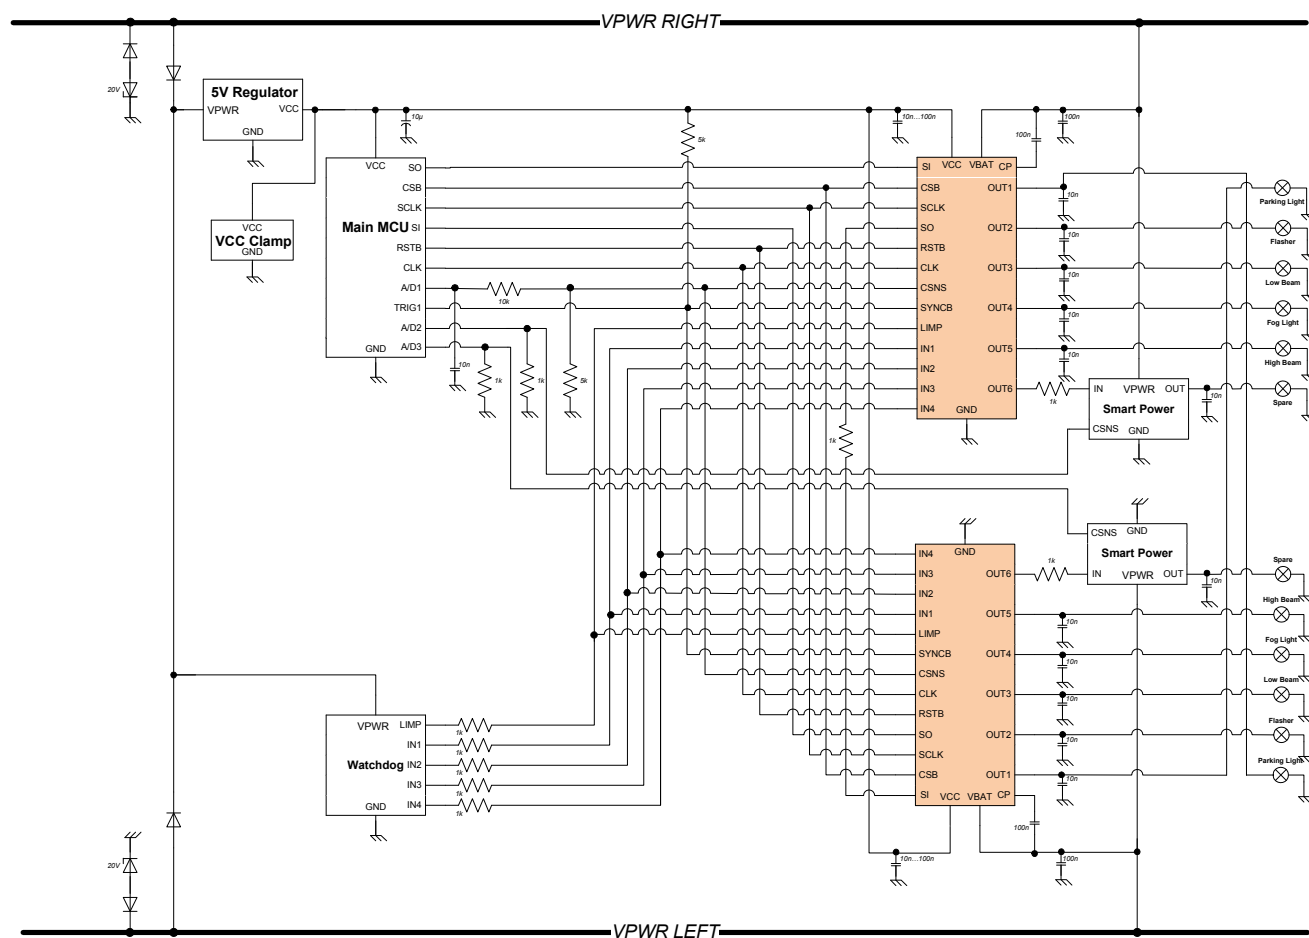 VPWR RIGHT
20V
5V Regulator
VPWR
VCC
GND
10µ
5k
10n...100n
100n
100n
VCC
GND
VCC Clamp
VCC
Main MCU
SO
CSB
SCLK
SI
RSTB
CLK
A/D1
TRIG1
A/D2
A/D3
GND
10k
10n
1k
1k
5k
SI
VCC
VBAT
CP
CSB
SCLK
SO
RSTB
CLK
CSNS
SYNCB
LIMP
IN1
IN2
IN3
IN4
GND
OUT1
OUT2
OUT3
OUT4
OUT5
OUT6
10n
10n
10n
10n
10n
1k
1k
IN
VPWR
OUT
Smart Power
CSNS
GND
10n
Parking Light
Flasher
Low Beam
Fog Light
High Beam
Spare
CSNS
GND
Smart Power
IN
VPWR
OUT
10n
1k
IN4
GND
IN3
IN2
IN1
LIMP
SYNCB
CSNS
CLK
RSTB
SO
SCLK
CSB
SI
VCC
VBAT
CP
OUT6
OUT5
OUT4
OUT3
OUT2
OUT1
10n
10n
10n
10n
10n
Spare
High Beam
Fog Light
Low Beam
Flasher
Parking Light
VPWR
LIMP
IN1
Watchdog
IN2
IN3
GND
IN4
1k
1k
1k
1k
1k
100n
10n...100n
100n
20V
VPWR LEFT